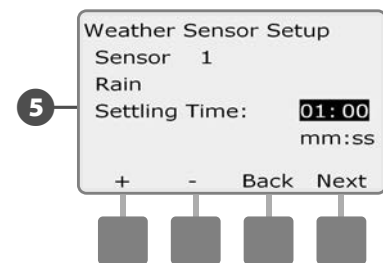 Weather Sensor Setup
Sensor 1
Rain
5
Settling Time: 01:00
mm:ss
+ - Back Next